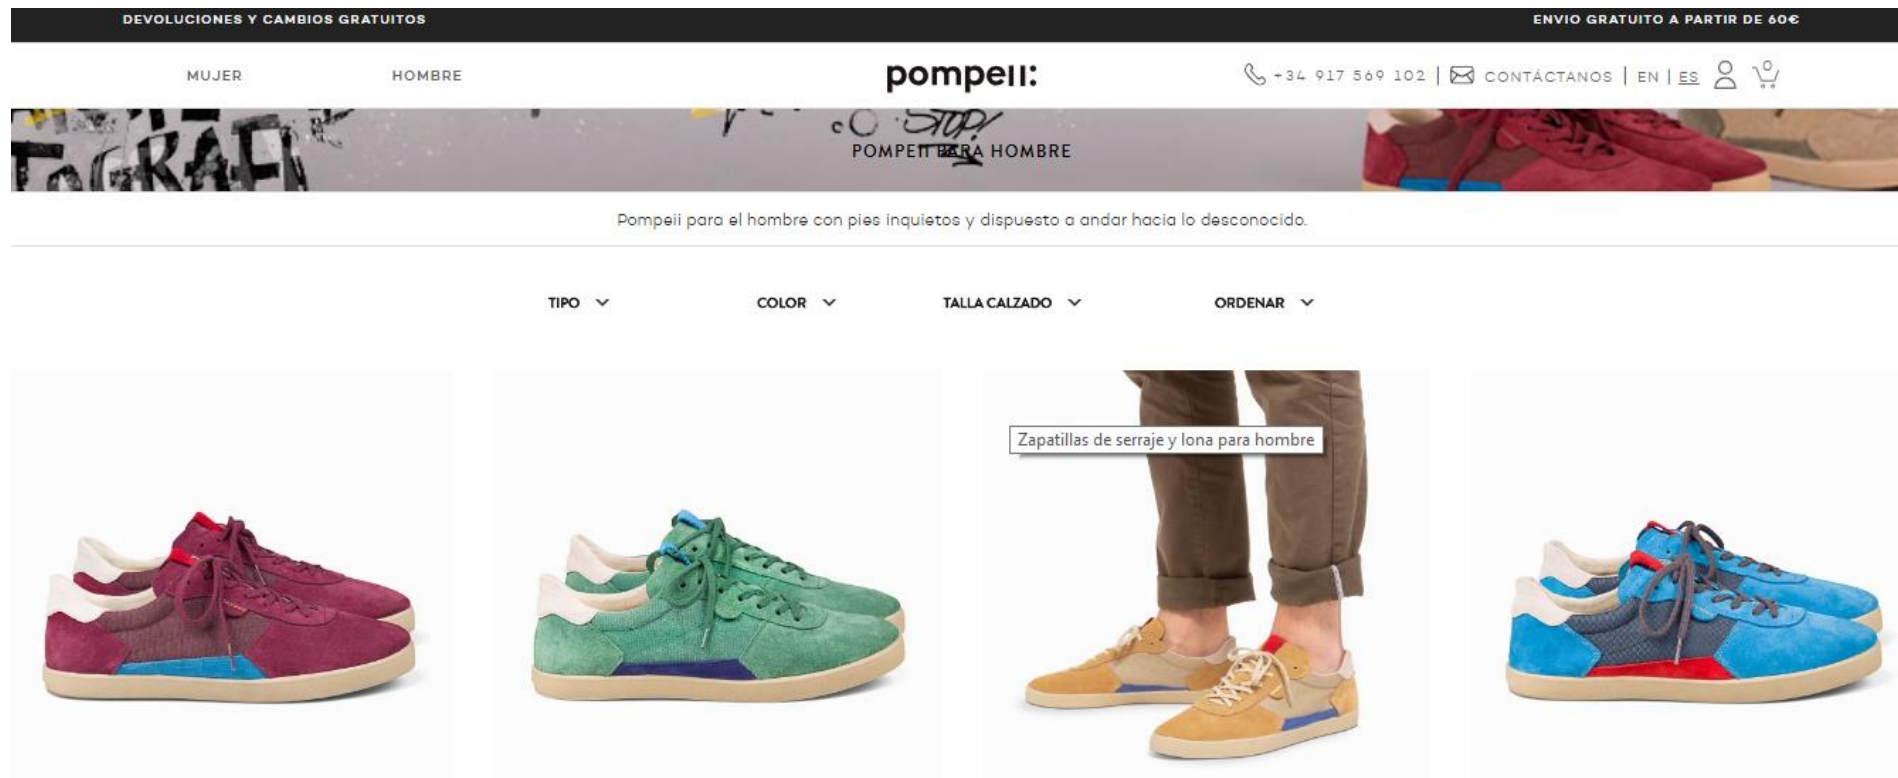 DEVOLUCIONES Y CAMBIOS GRATUITOS
ENVIO GRATUITO A PARTIR DE 60€
MUJER
HOMBRE
pompeii:
+34 917 569 102 | CONTÁCTANOS | EN | ES
0
STOP!
POMPEII PARA HOMBRE
Pompeii para el hombre con pies inquietos y dispuesto a andar hacia lo desconocido.
TIPO
COLOR
TALLA CALZADO
ORDENAR
Zapatillas de serraje y lona para hombre